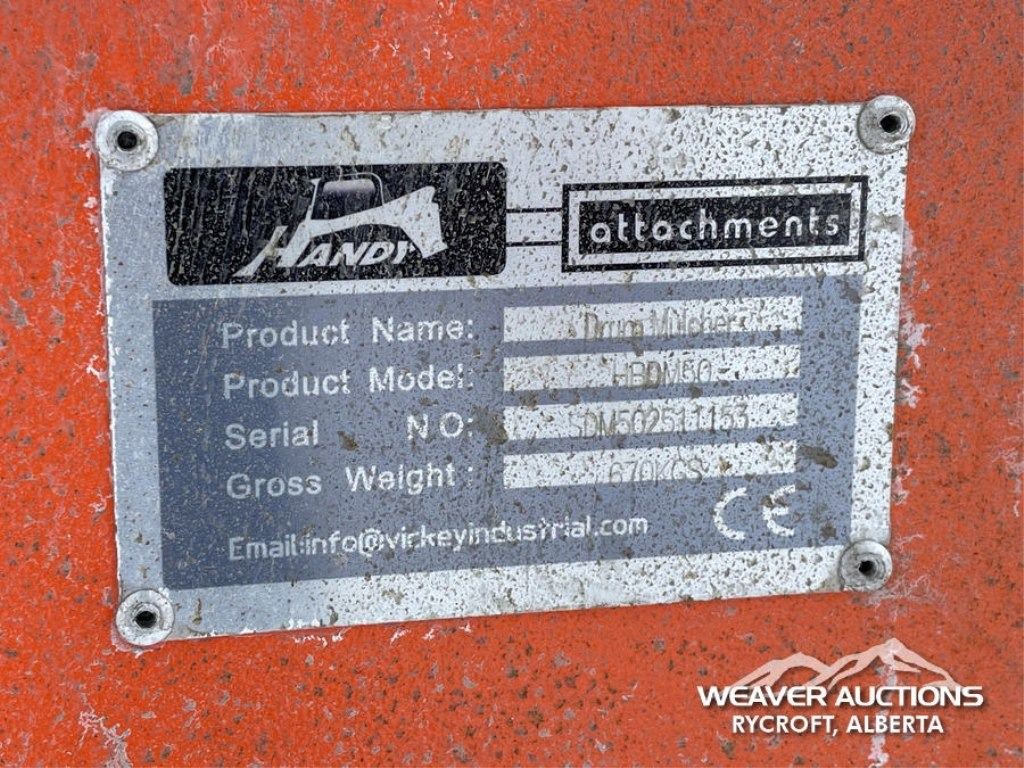 HANDY
attachments
Product Name: Drum Mulcher
Product Model: HBDM50
Serial N O: SDM502511153
Gross Weight: 670KGS
Email:info@vickeyindustrial.com
CE
WEAVER AUCTIONS
RYCROFT, ALBERTA